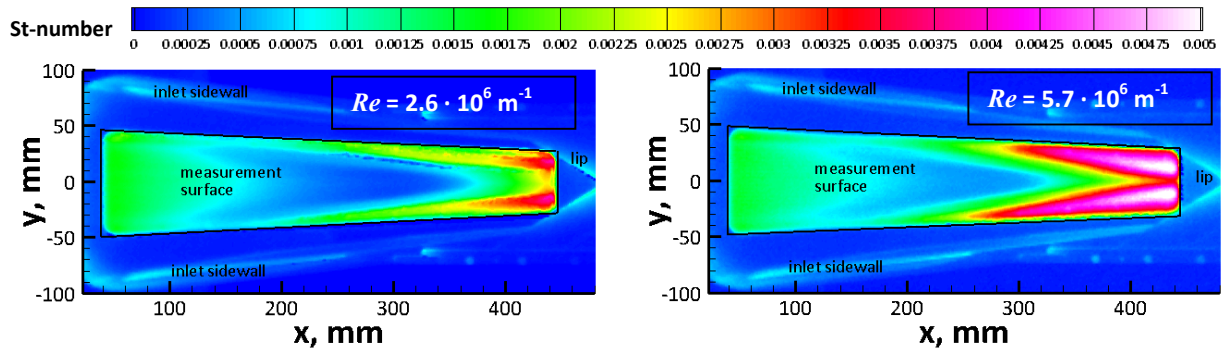 St-number
0 0.00025 0.0005 0.00075 0.001 0.00125 0.0015 0.00175 0.002 0.00225 0.0025 0.00275 0.003 0.00325 0.0035 0.00375 0.004 0.00425 0.0045 0.00475 0.005
y, mm
100
50
0
-50
-100
inlet sidewall
Re = 2.6 · 10⁶ m⁻¹
measurement
surface
lip
inlet sidewall
100 200 300 400
x, mm
y, mm
100
50
0
-50
-100
inlet sidewall
Re = 5.7 · 10⁶ m⁻¹
measurement
surface
lip
inlet sidewall
100 200 300 400
x, mm